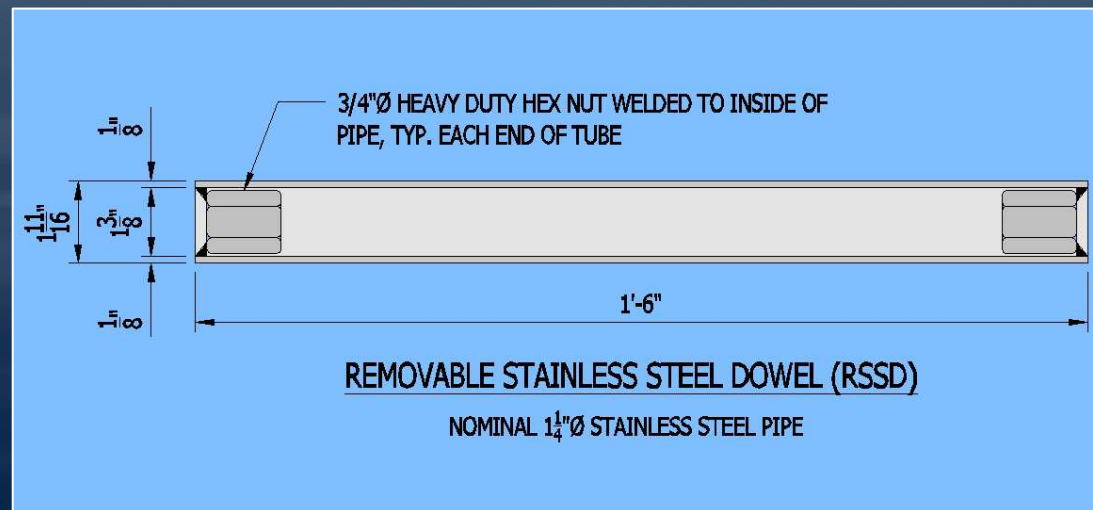 3/4"Ø HEAVY DUTY HEX NUT WELDED TO INSIDE OF
PIPE, TYP. EACH END OF TUBE
1/8"
1 11/16"
1 3/8"
1/8"
1'-6"
REMOVABLE STAINLESS STEEL DOWEL (RSSD)
NOMINAL 1 1/4"Ø STAINLESS STEEL PIPE